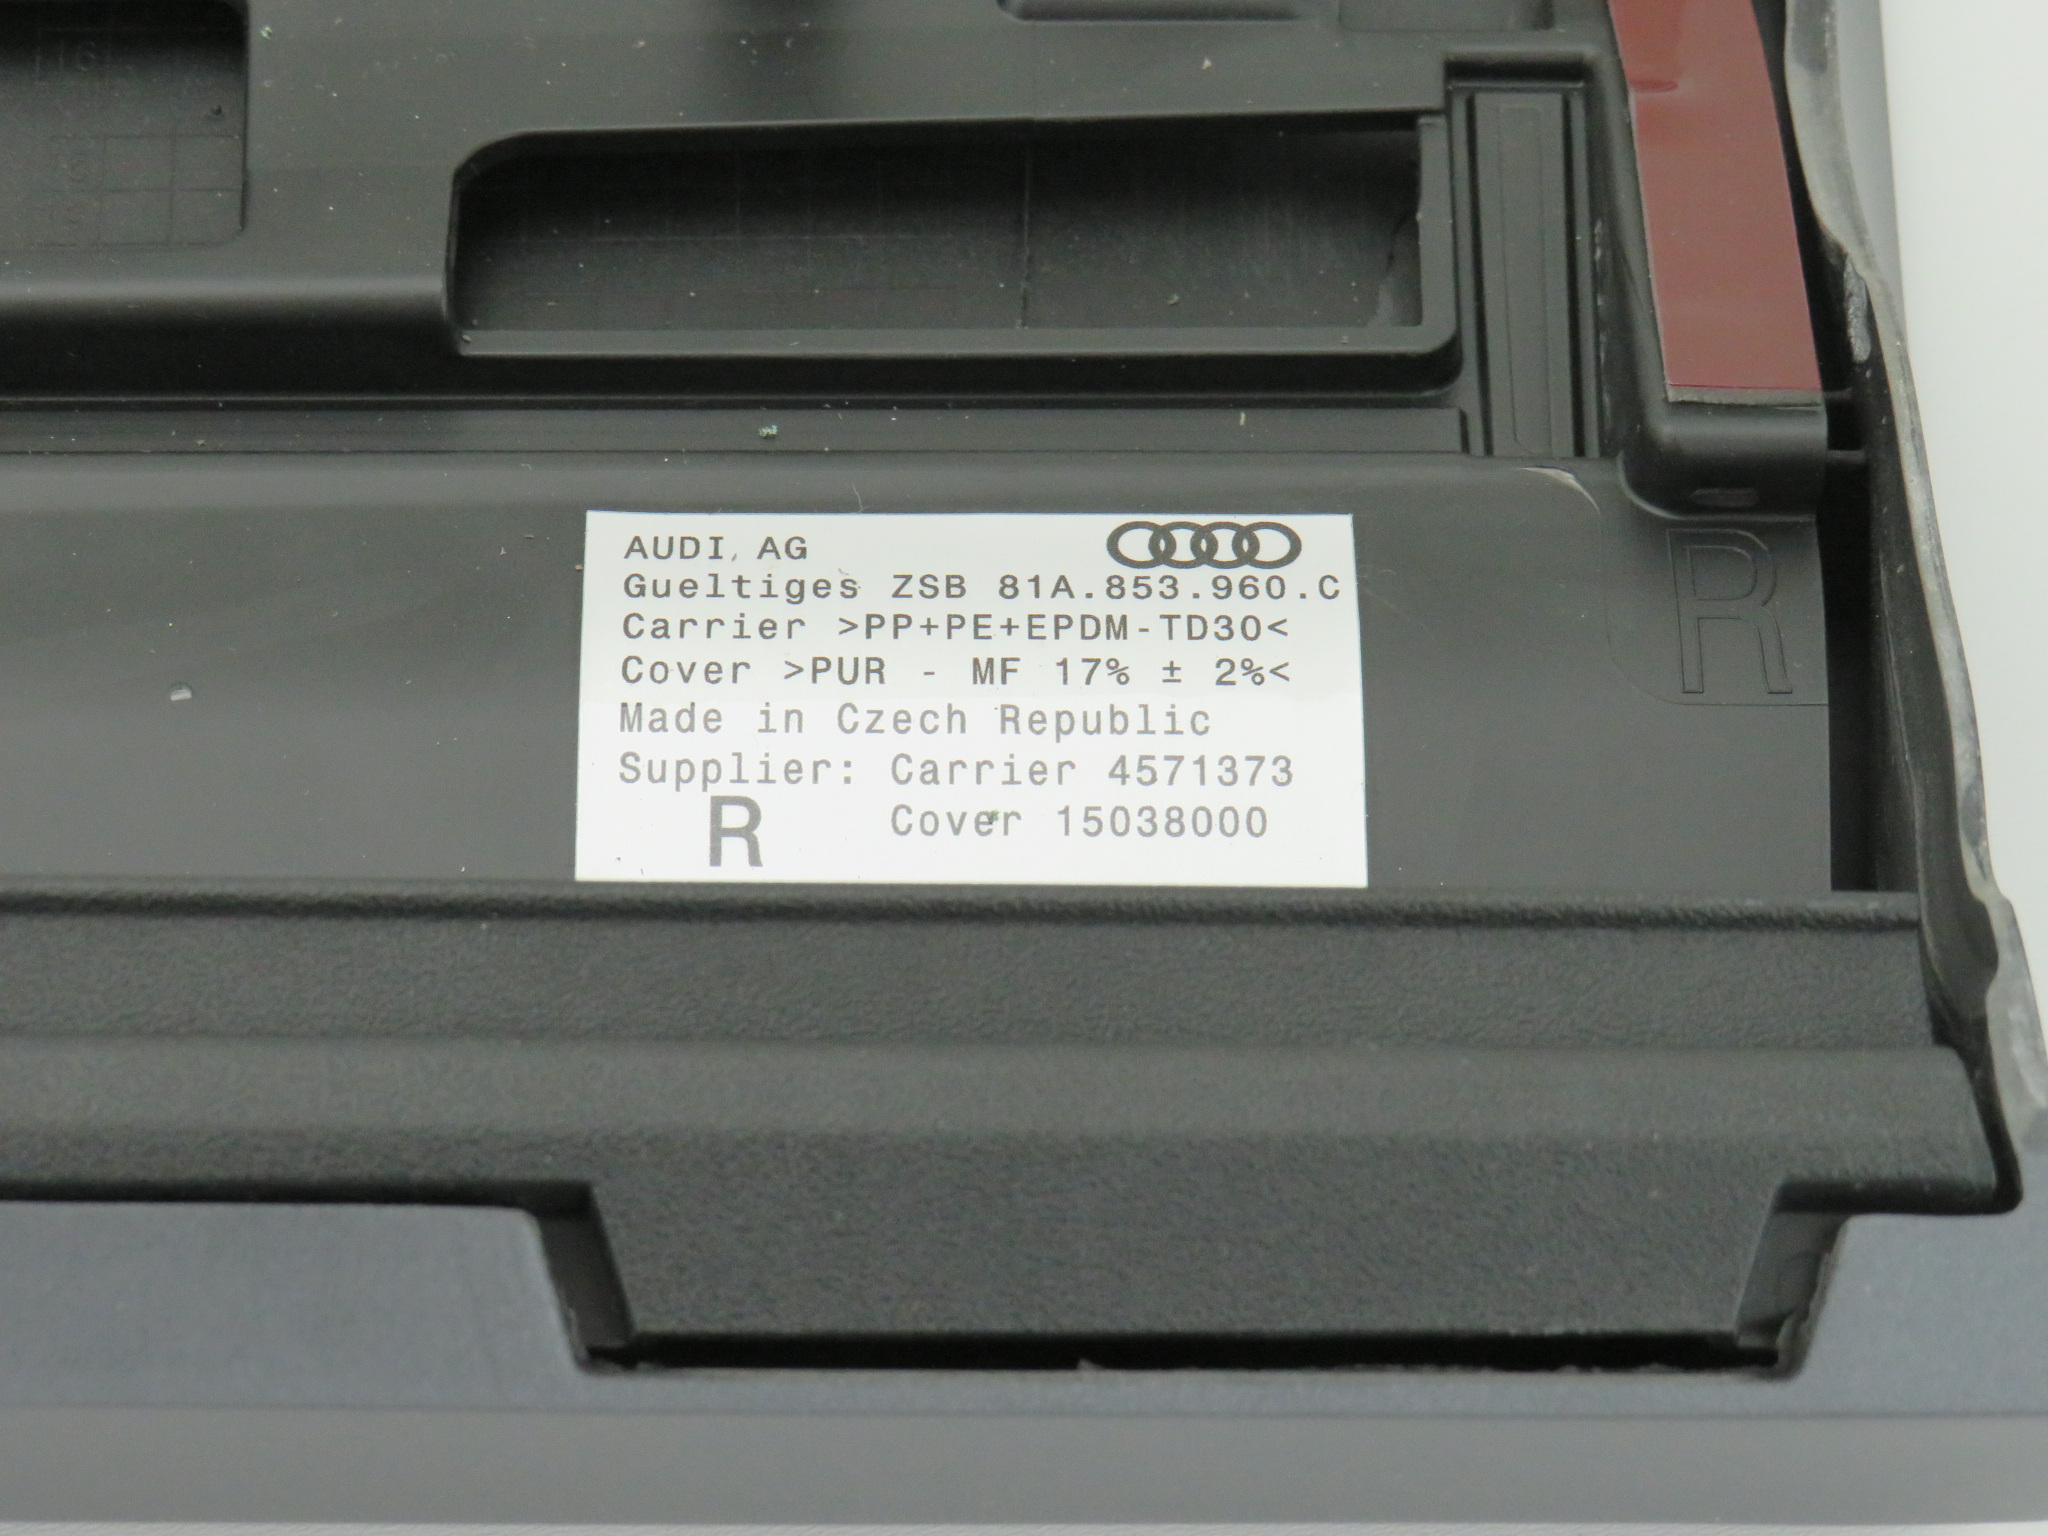 AUDI AG
Gueltiges ZSB 81A.853.960.C
Carrier >PP+PE+EPDM-TD30<
Cover >PUR - MF 17% ± 2%<
Made in Czech Republic
Supplier: Carrier 4571373
R Cover 15038000
R